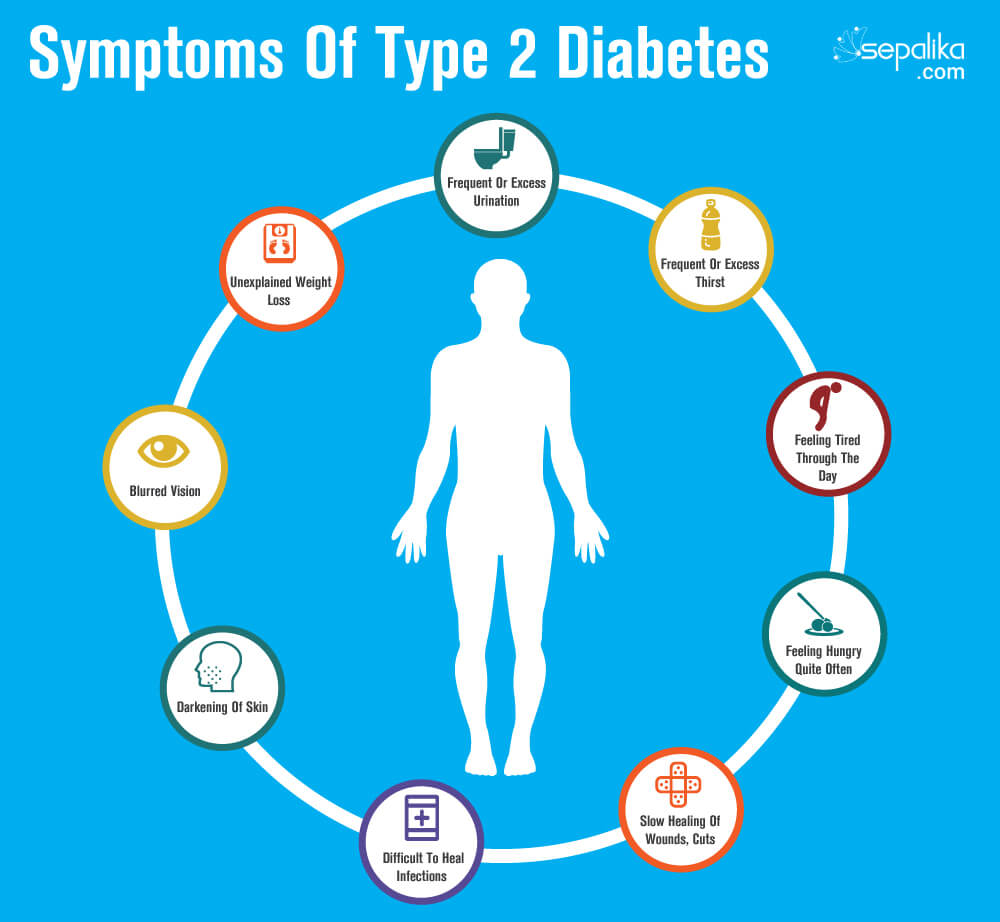 Symptoms Of Type 2 Diabetes
sepalika
.com
Frequent Or Excess
Urination
Frequent Or Excess
Thirst
Feeling Tired
Through The
Day
Feeling Hungry
Quite Often
Slow Healing Of
Wounds, Cuts
Difficult To Heal
Infections
Darkening Of Skin
Blurred Vision
Unexplained Weight
Loss